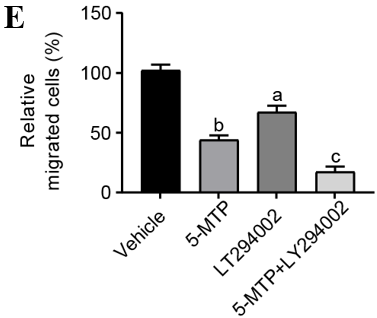 E
150
100
50
0
Relative
migrated cells (%)
b
a
c
Vehicle
5-MTP
LT294002
5-MTP+LY294002